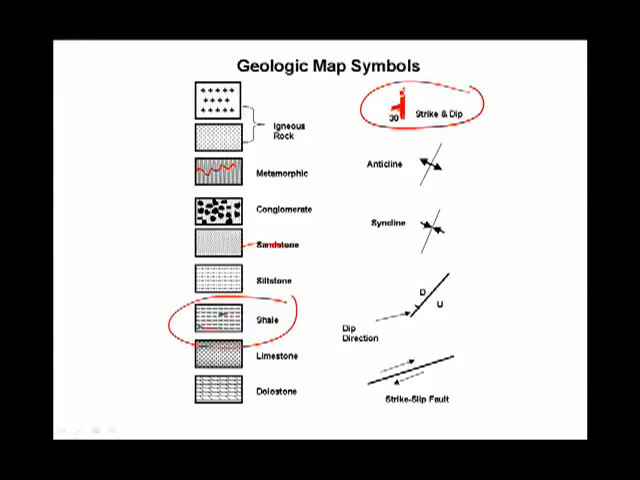 Geologic Map Symbols
Igneous
Rock
Metamorphic
Conglomerate
Sandstone
Siltstone
Shale
Limestone
Dolostone
30
Strike & Dip
Anticline
Syncline
D
U
Dip
Direction
Strike-Slip Fault